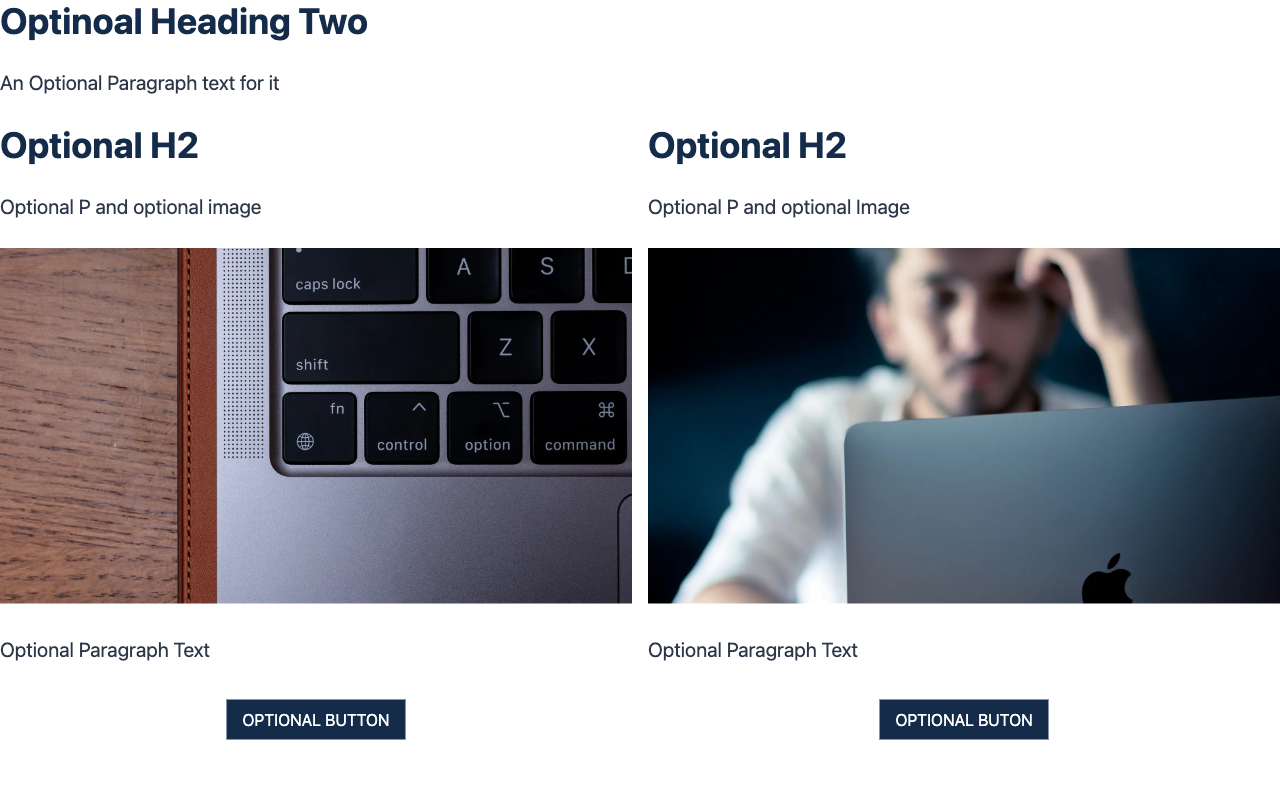 Optinoal Heading Two
An Optional Paragraph text for it
Optional H2
Optional P and optional image
caps lock
A
S
D
shift
Z
X
fn
control
option
command
Optional Paragraph Text
OPTIONAL BUTTON
Optional H2
Optional P and optional Image
Optional Paragraph Text
OPTIONAL BUTON